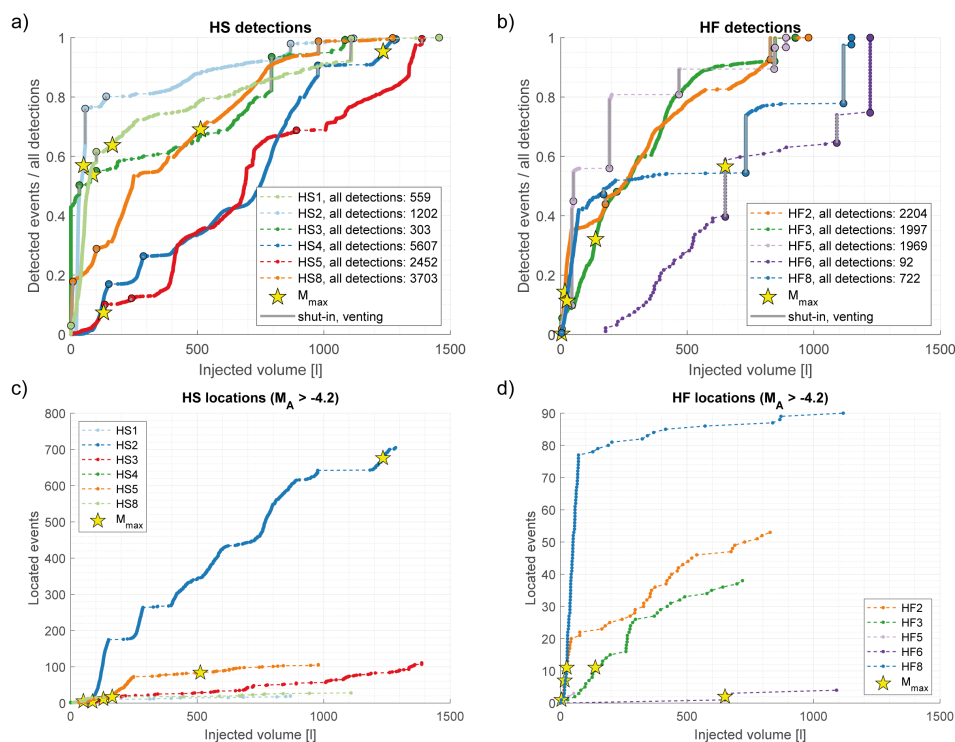 a)
HS detections
Detected events / all detections
1
0.8
0.6
0.4
0.2
0
0
500
1000
1500
Injected volume [l]
HS1, all detections: 559
HS2, all detections: 1202
HS3, all detections: 303
HS4, all detections: 5607
HS5, all detections: 2452
HS8, all detections: 3703
M_max
shut-in, venting
b)
HF detections
Detected events / all detections
1
0.8
0.6
0.4
0.2
0
0
500
1000
1500
Injected volume [l]
HF2, all detections: 2204
HF3, all detections: 1997
HF5, all detections: 1969
HF6, all detections: 92
HF8, all detections: 722
M_max
shut-in, venting
c)
HS locations (M_A > -4.2)
Located events
800
700
600
500
400
300
200
100
0
0
500
1000
1500
Injected volume [l]
HS1
HS2
HS3
HS4
HS5
HS8
M_max
d)
HF locations (M_A > -4.2)
Located events
90
80
70
60
50
40
30
20
10
0
0
500
1000
1500
Injected volume [l]
HF2
HF3
HF5
HF6
HF8
M_max